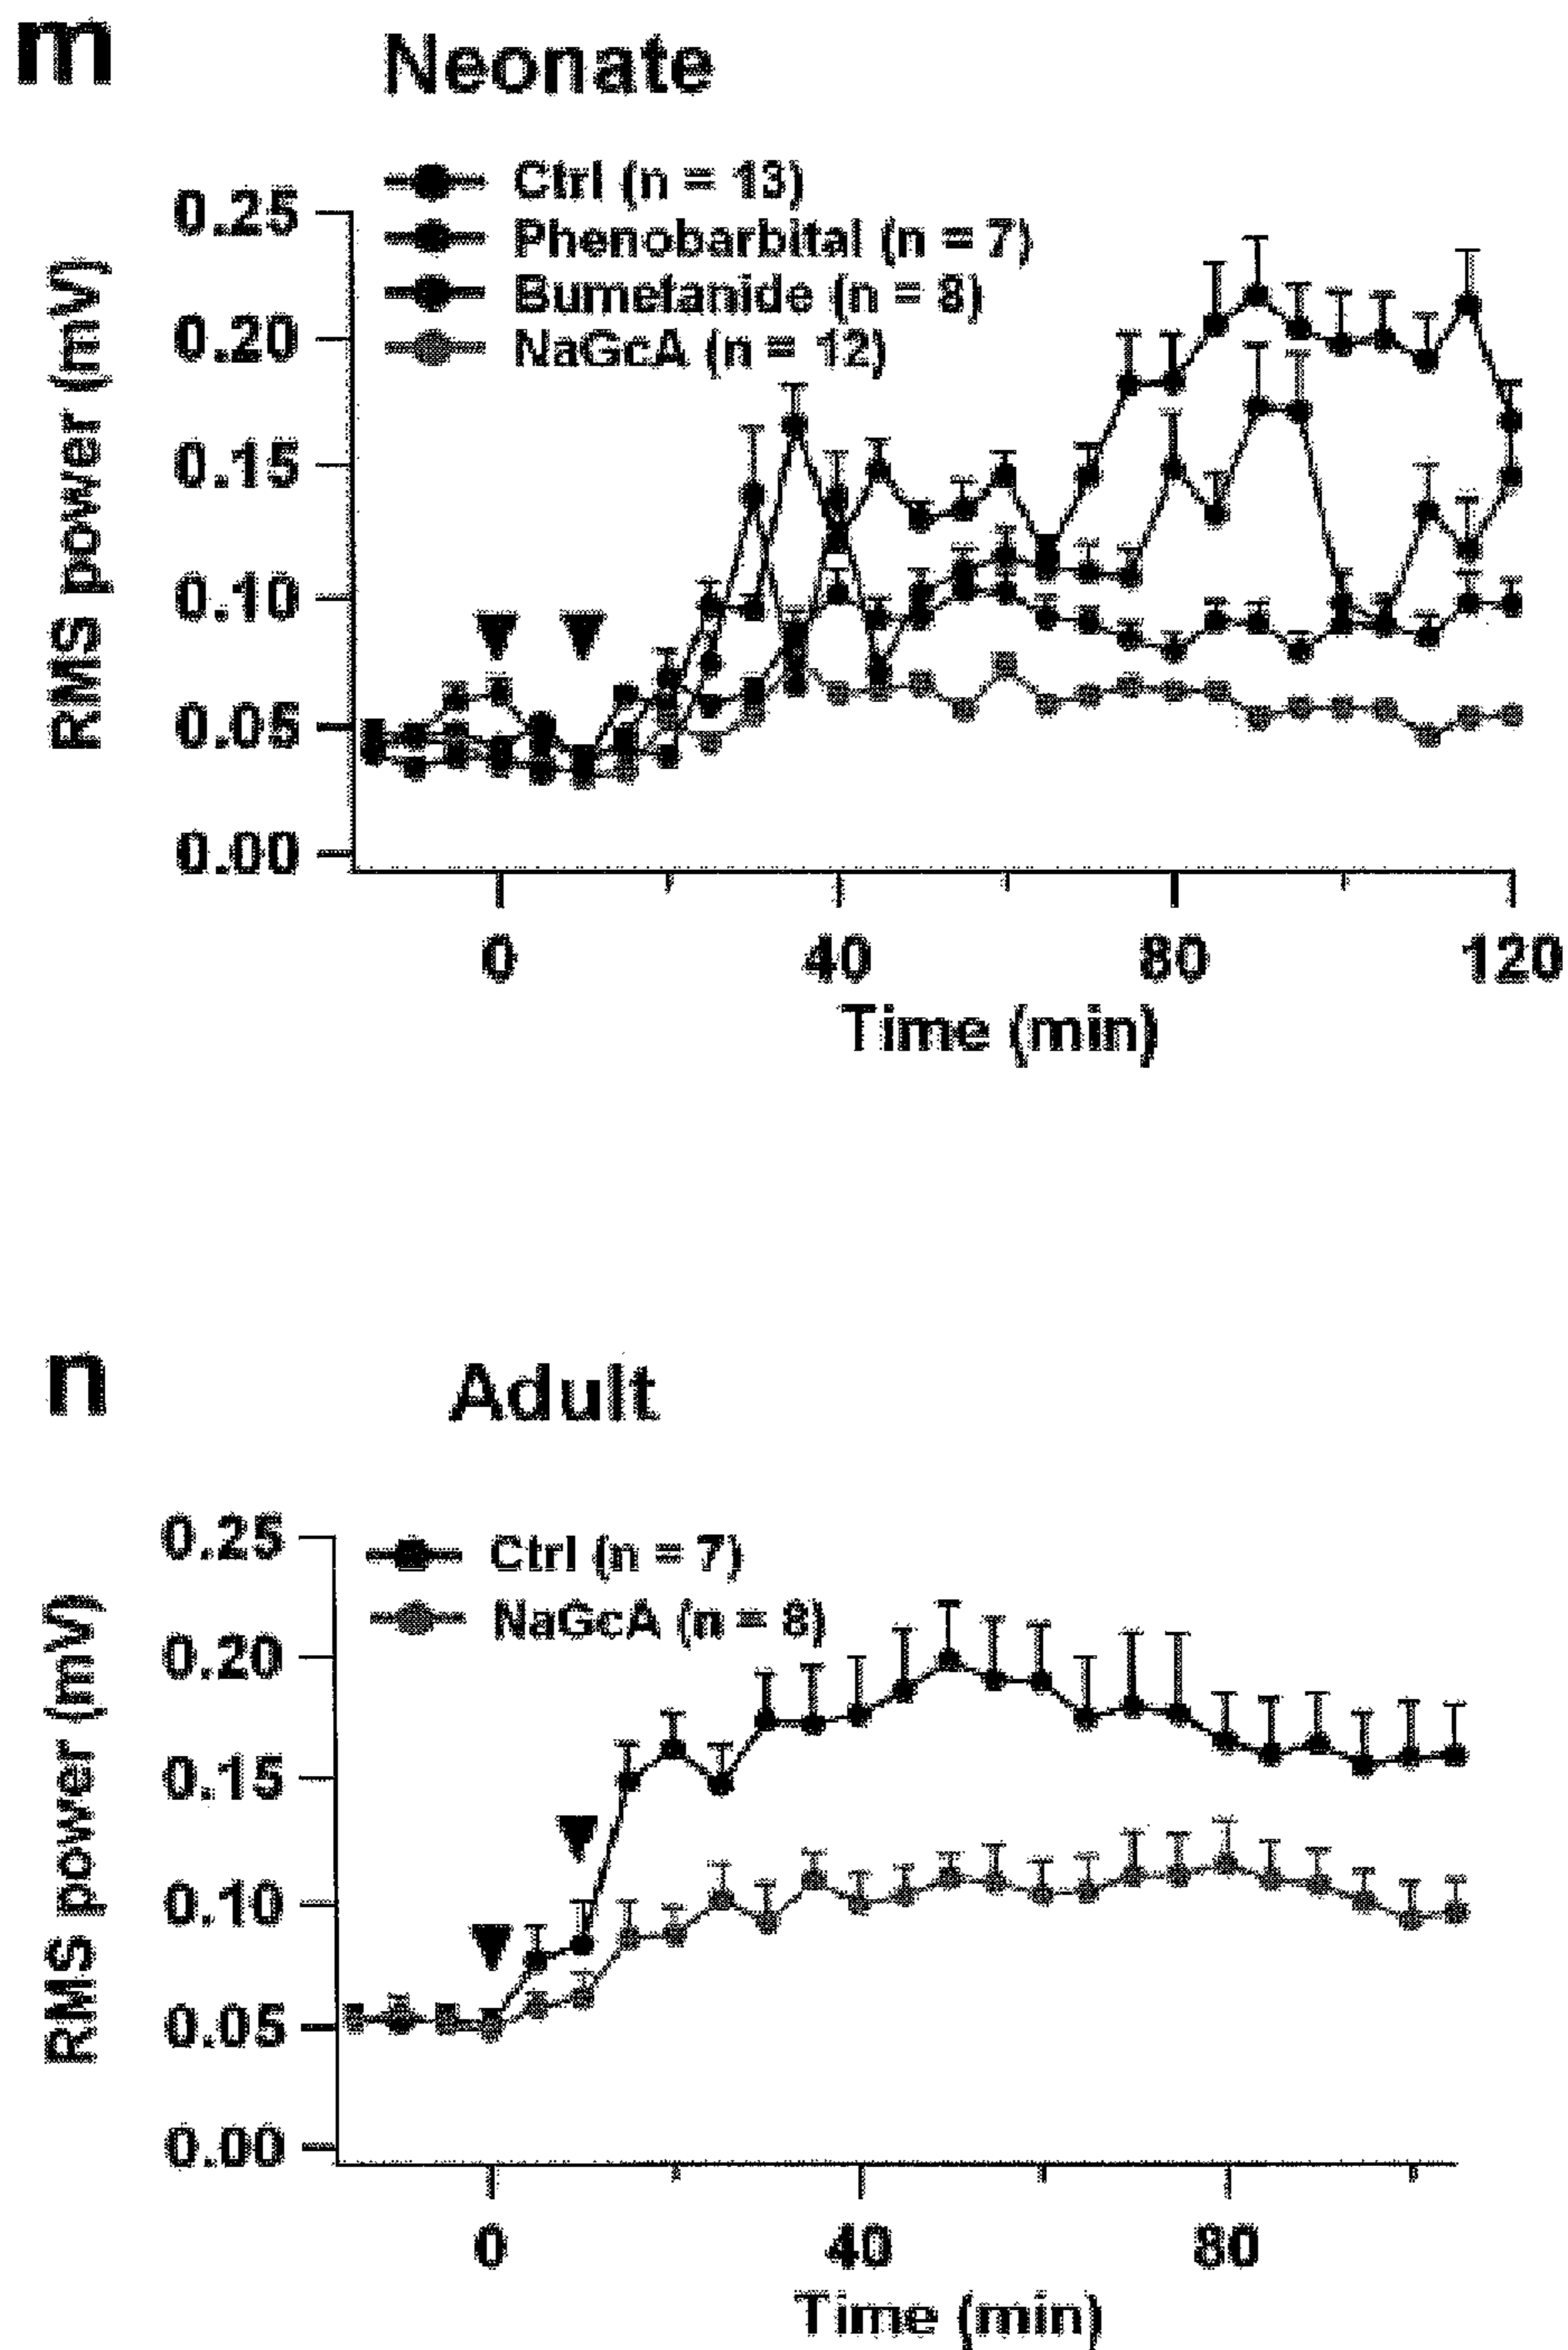 m Neonate
Ctrl (n = 13)
Phenobarbital (n = 7)
Bumetanide (n = 8)
NaGcA (n = 12)
0.25
0.20
0.15
0.10
0.05
0.00
RMS power (mV)
0 40 80 120
Time (min)
n Adult
Ctrl (n = 7)
NaGcA (n = 8)
0.25
0.20
0.15
0.10
0.05
0.00
RMS power (mV)
0 40 80
Time (min)